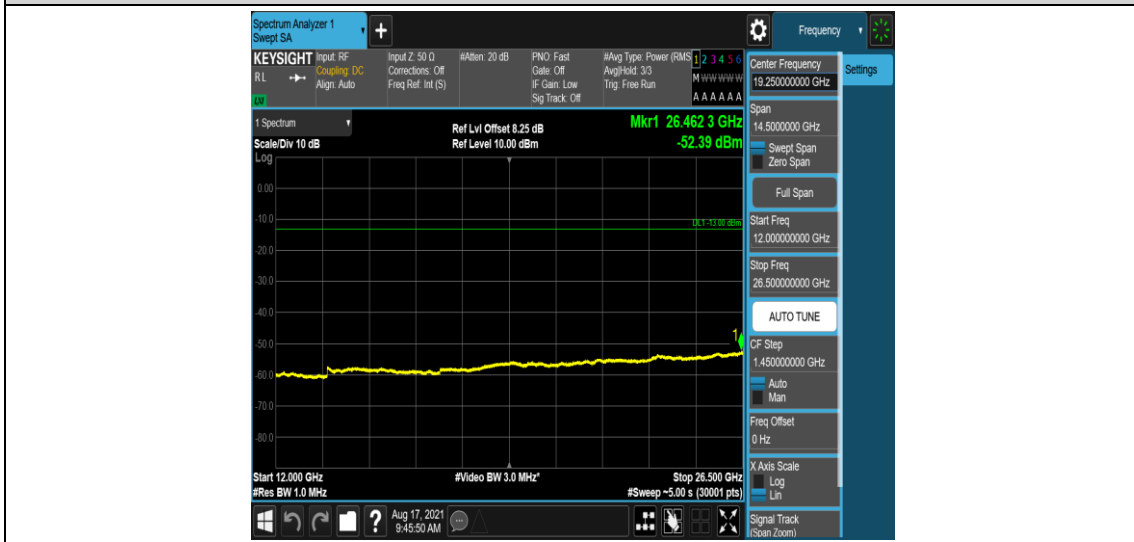 Spectrum Analyzer 1
Swept SA
+
Frequency
KEYSIGHT
RL
Input: RF
Coupling: DC
Align: Auto
Input Z: 50 Ω
Corrections: Off
Freq Ref: Int (S)
#Atten: 20 dB
PNO: Fast
Gate: Off
IF Gain: Low
Sig Track: Off
#Avg Type: Power (RMS
Avg|Hold: 3/3
Trig: Free Run
1 2 3 4 5 6
M W W W W W
A A A A A A
1 Spectrum
Scale/Div 10 dB
Log
Ref Lvl Offset 8.25 dB
Ref Level 10.00 dBm
Mkr1 26.462 3 GHz
-52.39 dBm
0.00
-10.0
DL1 -13.00 dBm
-20.0
-30.0
-40.0
1
-50.0
-60.0
-70.0
-80.0
Start 12.000 GHz
#Res BW 1.0 MHz
#Video BW 3.0 MHz*
Stop 26.500 GHz
#Sweep ~5.00 s (30001 pts)
Center Frequency
19.250000000 GHz
Settings
Span
14.5000000 GHz
Swept Span
Zero Span
Full Span
Start Freq
12.000000000 GHz
Stop Freq
26.500000000 GHz
AUTO TUNE
CF Step
1.450000000 GHz
Auto
Man
Freq Offset
0 Hz
X Axis Scale
Log
Lin
Signal Track
(Span Zoom)
?
Aug 17, 2021
9:45:50 AM